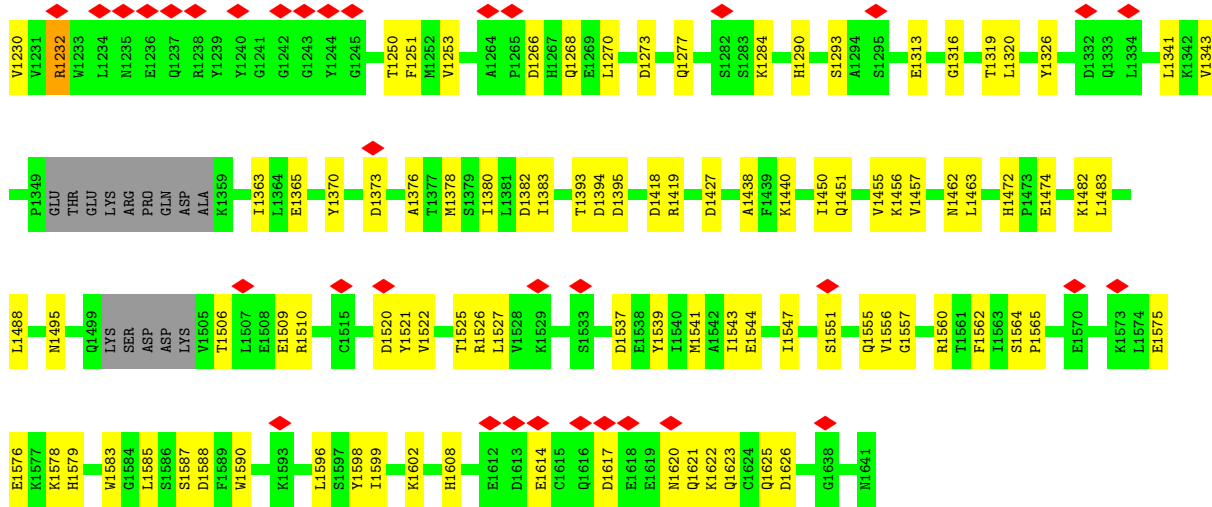 V1230 V1231 R1232 W1233 L1234 N1235 E1236 Q1237 R1238 Y1239 Y1240 G1241 G1242 G1243 Y1244 G1245 T1250 F1251 M1252 V1253 A1264 P1265 D1266 H1267 Q1268 E1269 L1270 D1273 Q1277 S1282 S1283 K1284 H1290 S1293 A1294 S1295 E1313 G1316 T1319 L1320 Y1326 D1332 Q1333 L1334 L1341 K1342 V1343
P1349 GLU THR GLU LYS ARG PRO GLN ASP ALA K1359 I1363 L1364 E1365 Y1370 D1373 A1376 T1377 M1378 S1379 I1380 L1381 D1382 I1383 T1393 D1394 D1395 D1418 R1419 D1427 A1438 F1439 K1440 I1450 Q1451 V1455 K1456 V1457 N1462 L1463 H1472 P1473 E1474 K1482 L1483
L1488 N1495 Q1499 LYS SER ASP ASP LYS V1505 T1506 L1507 E1508 E1509 R1510 C1515 D1520 Y1521 V1522 T1525 R1526 L1527 V1528 K1529 S1533 D1537 E1538 Y1539 I1540 M1541 A1542 I1543 E1544 I1547 S1551 Q1555 V1556 G1557 R1560 T1561 F1562 I1563 S1564 P1565 E1570 K1573 L1574 E1575
E1576 K1577 K1578 H1579 W1583 G1584 L1585 S1586 S1587 D1588 F1589 W1590 K1593 L1596 S1597 Y1598 I1599 K1602 H1608 E1612 D1613 E1614 C1615 Q1616 D1617 E1618 E1619 N1620 Q1621 K1622 Q1623 C1624 Q1625 D1626 G1638 N1641